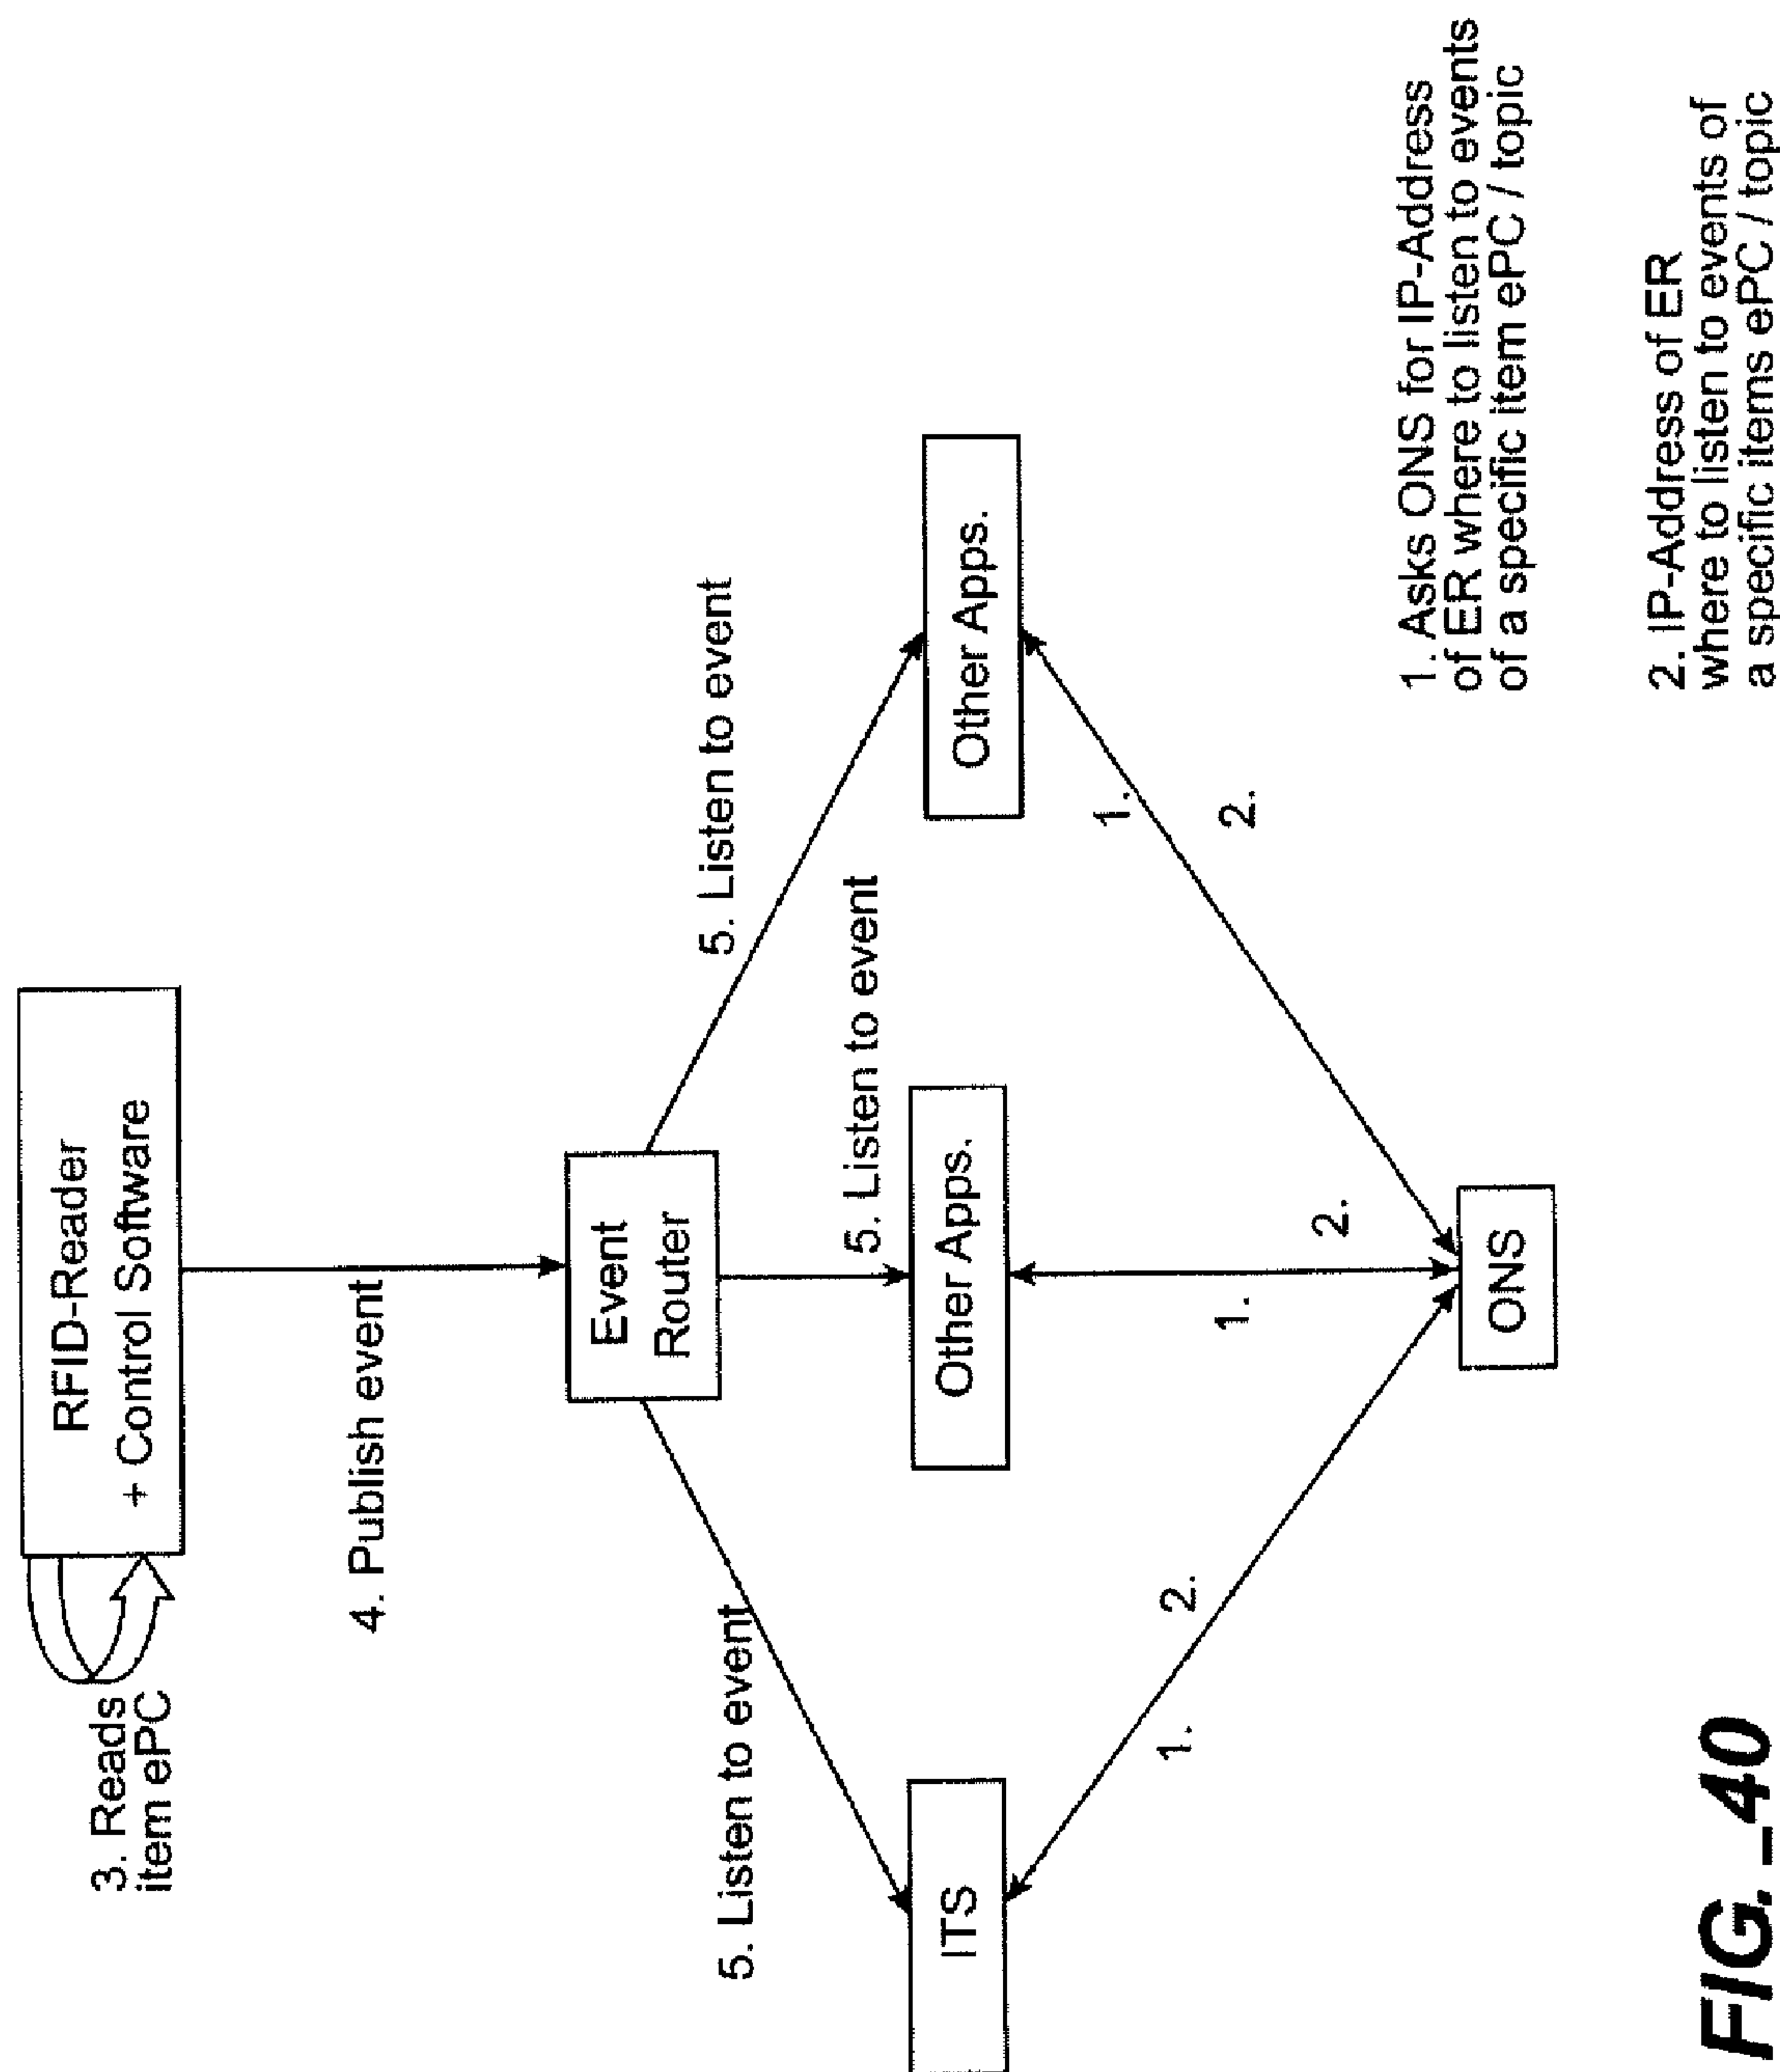 3. Reads
item ePC
RFID-Reader
+ Control Software
4. Publish event
Event
Router
5. Listen to event
5. Listen to event
5. Listen to event
ITS
Other Apps.
Other Apps.
1.
2.
1.
2.
1.
2.
ONS
1. Asks ONS for IP-Address
of ER where to listen to events
of a specific item ePC / topic
2. IP-Address of ER
where to listen to events of
a specific items ePC / topic
FIG._40